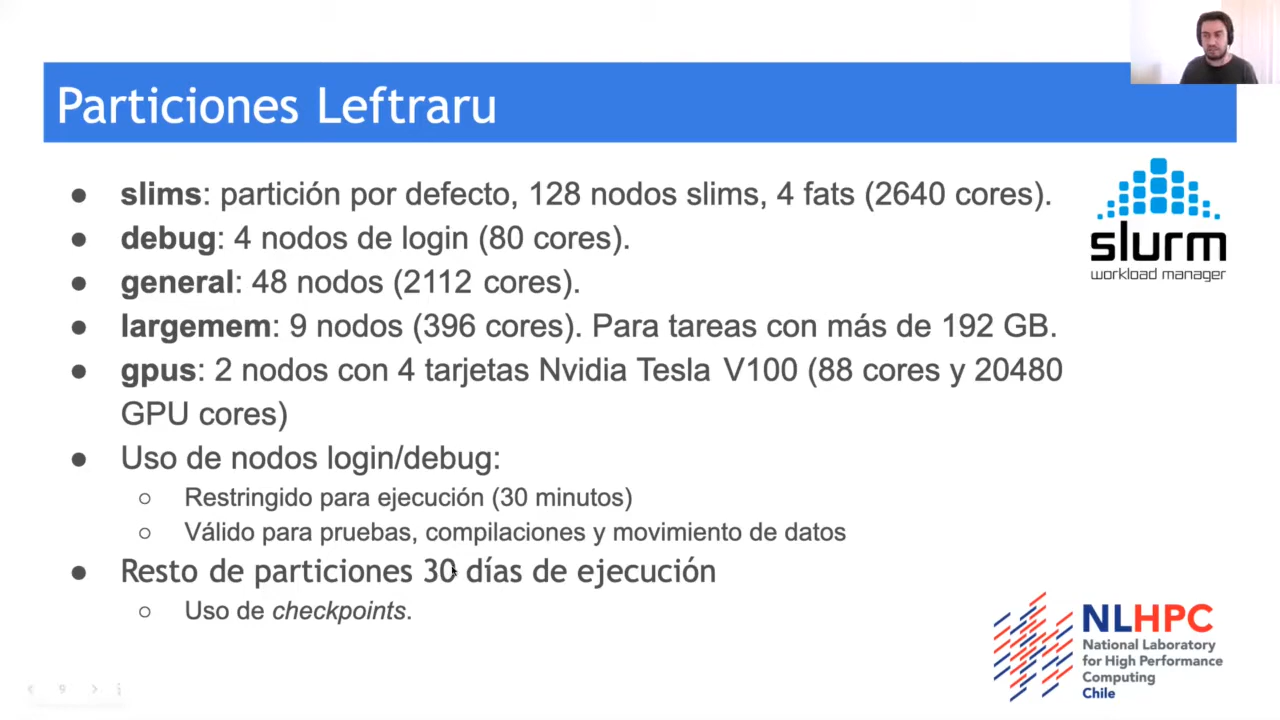 Particiones Leftraru
● slims: partición por defecto, 128 nodos slims, 4 fats (2640 cores).
● debug: 4 nodos de login (80 cores).
● general: 48 nodos (2112 cores).
● largemem: 9 nodos (396 cores). Para tareas con más de 192 GB.
● gpus: 2 nodos con 4 tarjetas Nvidia Tesla V100 (88 cores y 20480
GPU cores)
● Uso de nodos login/debug:
○ Restringido para ejecución (30 minutos)
○ Válido para pruebas, compilaciones y movimiento de datos
● Resto de particiones 30 días de ejecución
○ Uso de checkpoints.
slurm
workload manager
NLHPC
National Laboratory
for High Performance
Computing
Chile
9